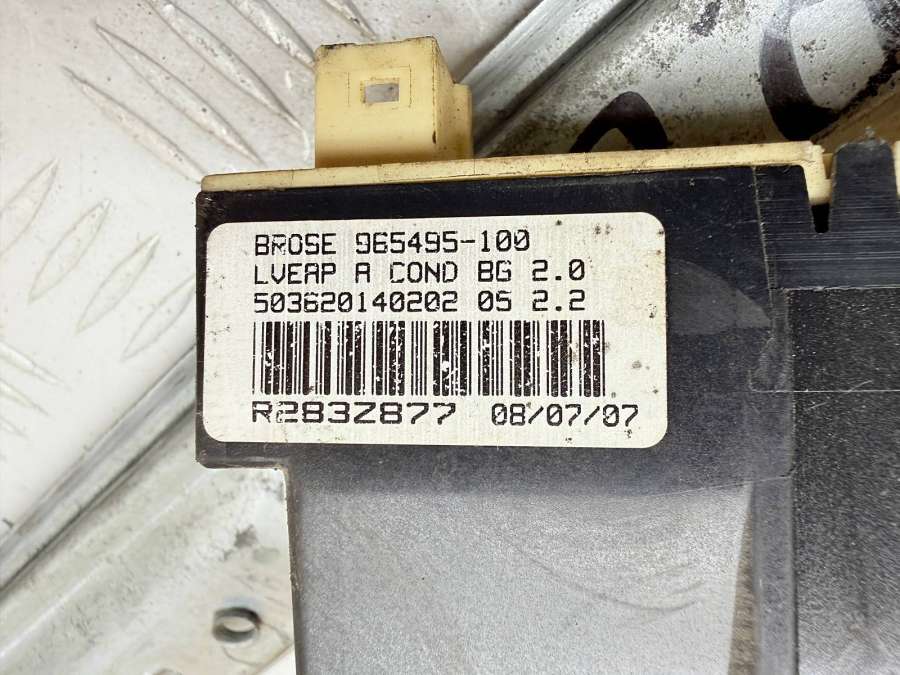 BROSE 965495-100
LVEAP A COND BG 2.0
503620140202 05 2.2
R283Z877 08/07/07